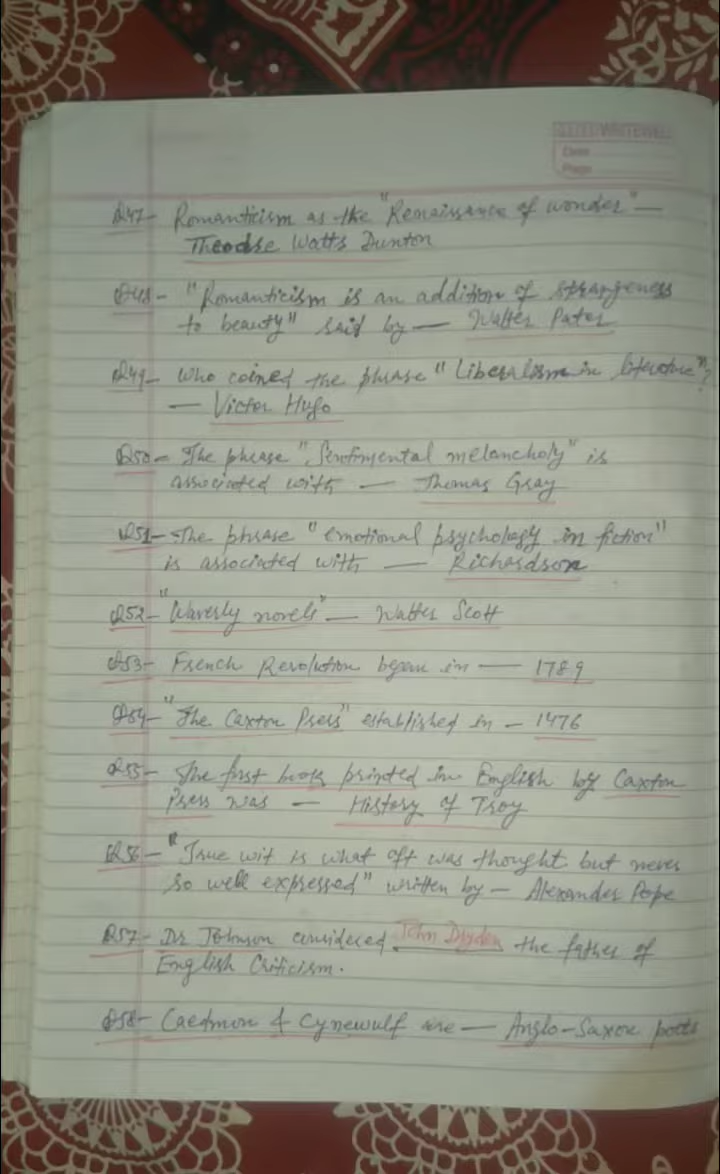 Date
Page
Q47- Romanticism as the "Renaissance of wonder" —
Theodse Watts Dunton
Q48- "Romanticism is an addition of strangeness
to beauty" said by — Walter Pater
Q49- Who coined the phrase "Liberalism in literature"?
— Victor Hugo
Q50- The phrase "Sentimental melancholy" is
associated with — Thomas Gray
Q51- The phrase "emotional psychology in fiction"
is associated with — Richardson
Q52- "Waverly novels" — Walter Scott
Q53- French Revolution began in — 1789
Q54- "The Caxton Press" established in — 1476
Q55- The first book printed in English by Caxton
Press was — History of Troy
Q56- "True wit is what oft was thought but never
so well expressed" written by — Alexander Pope
Q57- Dr Johnson considered John Dryden the father of
English Criticism.
Q58- Caedmon & Cynewulf are — Anglo-Saxon poets